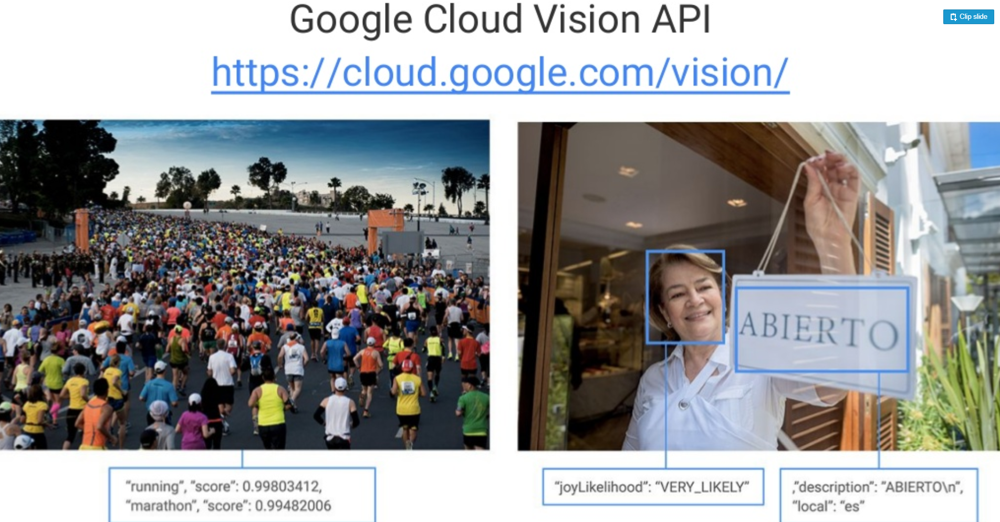 Google Cloud Vision API
Clip slide
https://cloud.google.com/vision/
ABIERTO
“running”, “score”: 0.99803412,
“marathon”, “score”: 0.99482006
“joyLikelihood”: “VERY_LIKELY”
,“description”: “ABIERTO\n”,
“local”: “es”